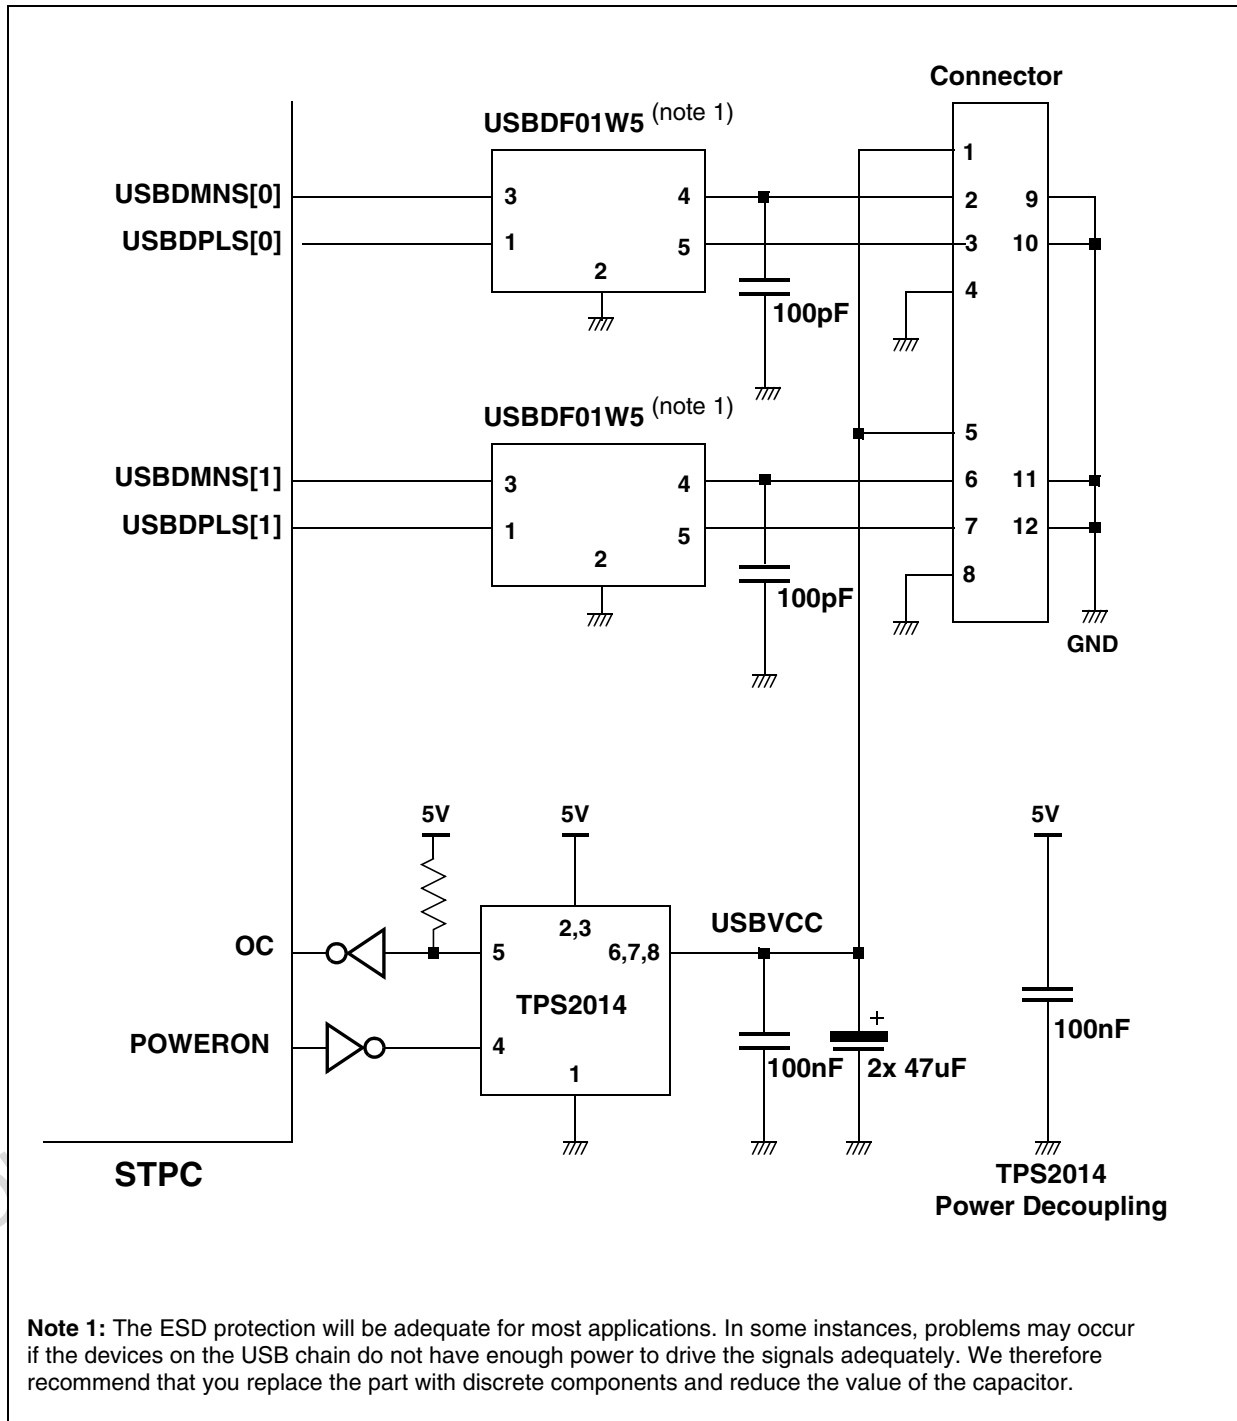 Connector
USBDF01W5 (note 1)
1
USBDMNS[0]
3
4
2
9
USBDPLS[0]
1
5
3
10
2
4
100pF
USBDF01W5 (note 1)
5
USBDMNS[1]
3
4
6
11
USBDPLS[1]
1
5
7
12
2
8
100pF
GND
5V
5V
5V
2,3
USBVCC
OC
5
6,7,8
TPS2014
POWERON
4
1
+
100nF
2x 47uF
100nF
STPC
TPS2014
Power Decoupling
Note 1: The ESD protection will be adequate for most applications. In some instances, problems may occur
if the devices on the USB chain do not have enough power to drive the signals adequately. We therefore
recommend that you replace the part with discrete components and reduce the value of the capacitor.